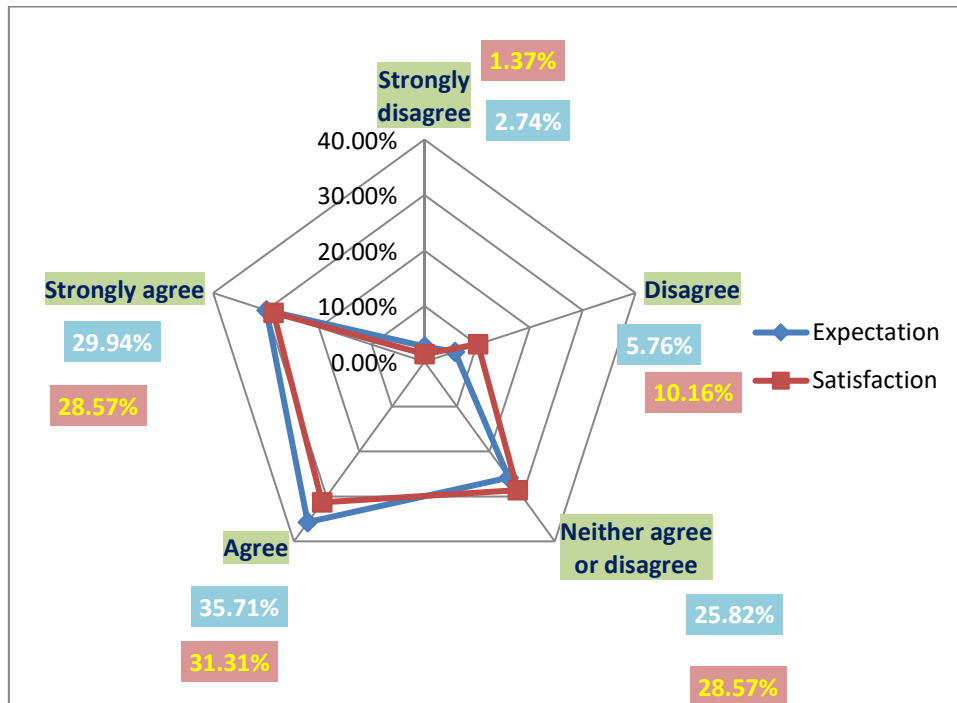 1.37%
Strongly
disagree
2.74%
40.00%
30.00%
20.00%
10.00%
0.00%
Strongly agree
29.94%
28.57%
Disagree
5.76%
10.16%
Expectation
Satisfaction
Agree
35.71%
31.31%
Neither agree
or disagree
25.82%
28.57%